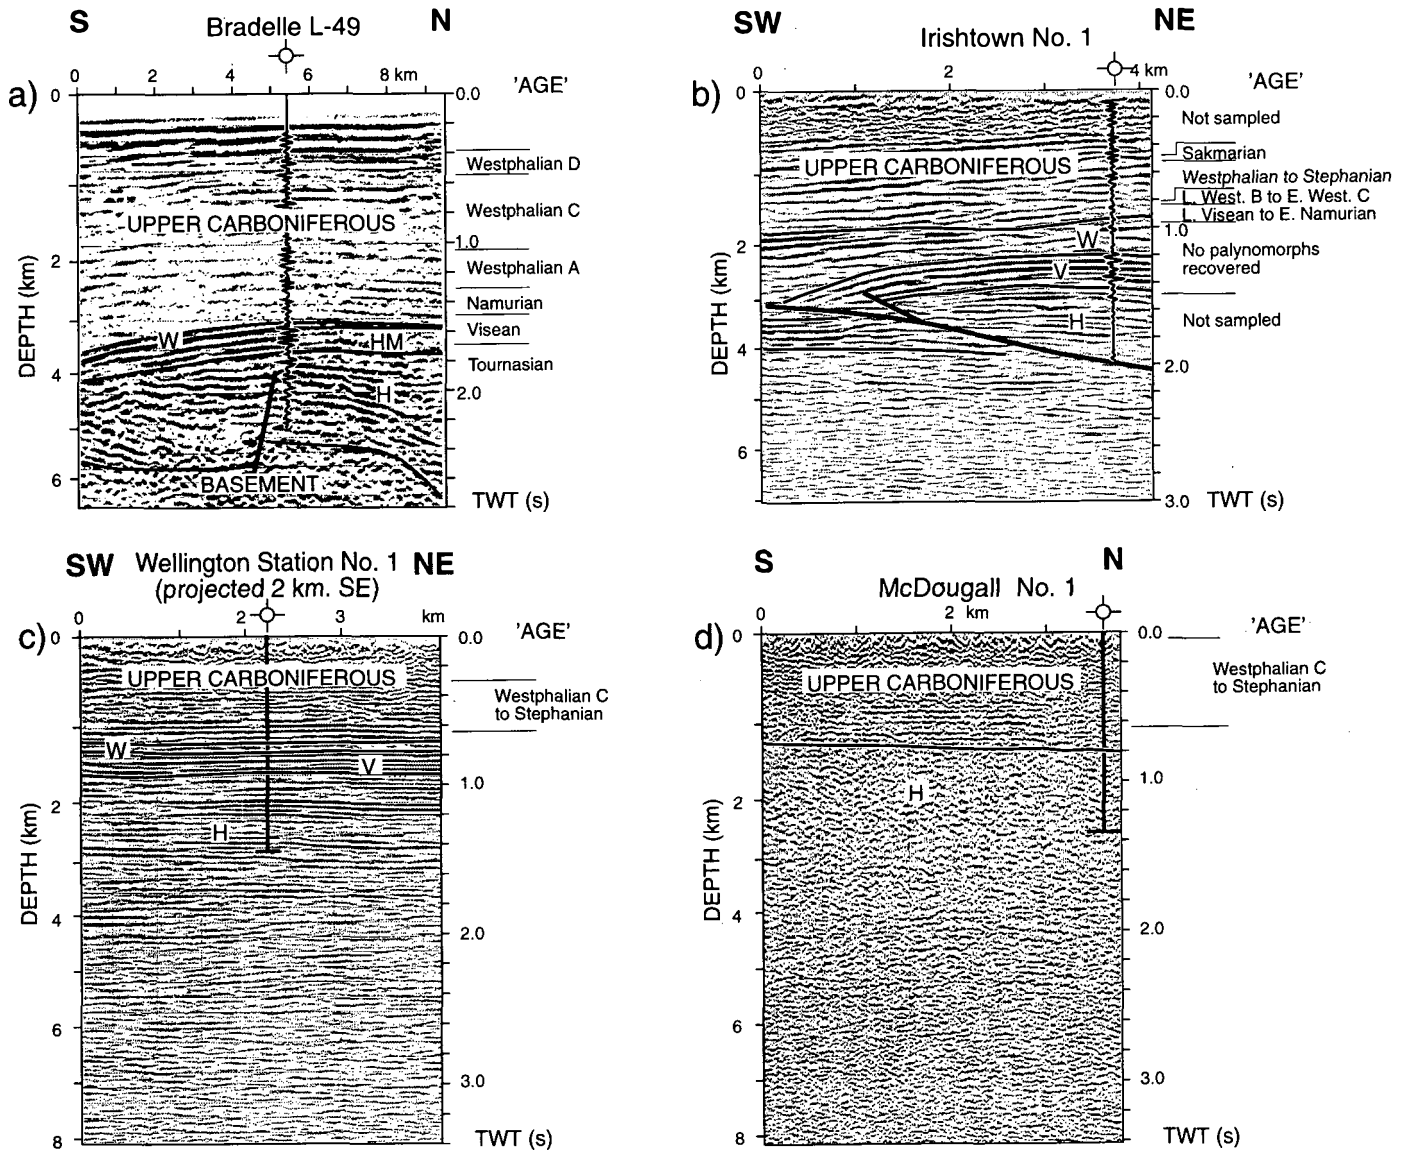 S Bradelle L-49 N
0 2 4 6 8 km
a) 'AGE'
0 0.0
Westphalian D
Westphalian C
UPPER CARBONIFEROUS
1.0
2 Westphalian A
Namurian
Visean
W HM
Tournasian
4
H 2.0
6
BASEMENT
DEPTH (km)
TWT (s)
SW Irishtown No. 1 NE
0 2 4 km
b) 'AGE'
0 0.0
Not sampled
Sakmarian
UPPER CARBONIFEROUS
Westphalian to Stephanian
L. West. B to E. West. C
L. Visean to E. Namurian
1.0
W
2
No palynomorphs
recovered
V
H
Not sampled
4
2.0
6
3.0
DEPTH (km)
TWT (s)
SW Wellington Station No. 1 NE
(projected 2 km. SE)
0 2 3 km
c) 'AGE'
0 0.0
UPPER CARBONIFEROUS
Westphalian C
to Stephanian
W
V
1.0
2
H
4
2.0
6
3.0
8
DEPTH (km)
TWT (s)
S N
McDougall No. 1
0 2 km
d) 'AGE'
0 0.0
Westphalian C
to Stephanian
UPPER CARBONIFEROUS
1.0
H
2
4
2.0
6
3.0
8
DEPTH (km)
TWT (s)